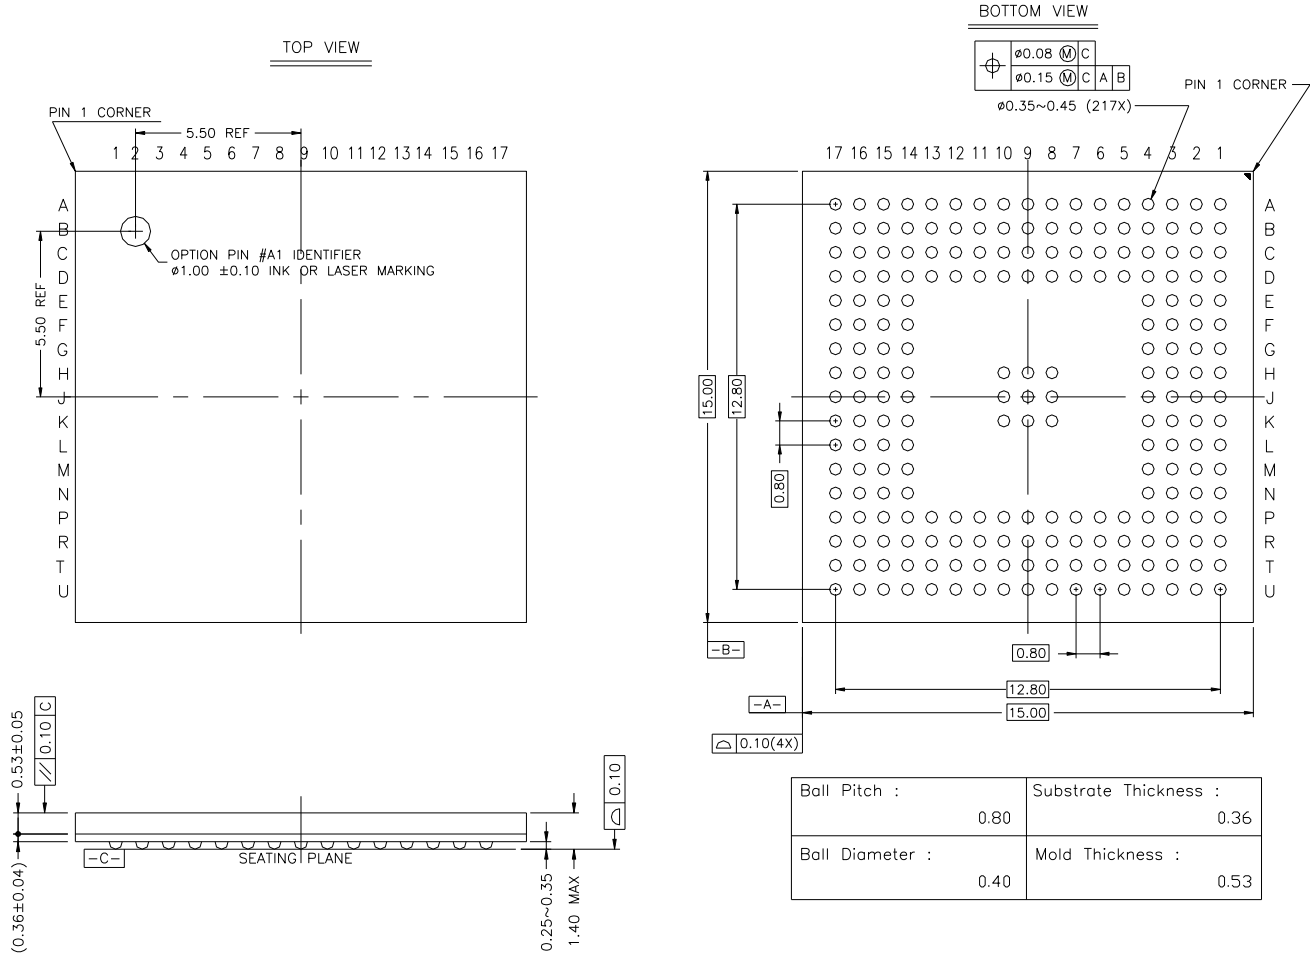 BOTTOM VIEW
TOP VIEW
⌀0.08 Ⓜ C
⌀0.15 Ⓜ C A B
PIN 1 CORNER
⌀0.35~0.45 (217X)
PIN 1 CORNER
5.50 REF
1 2 3 4 5 6 7 8 9 10 11 12 13 14 15 16 17
17 16 15 14 13 12 11 10 9 8 7 6 5 4 3 2 1
A
B
C
D
E
F
G
H
J
K
L
M
N
P
R
T
U
OPTION PIN #A1 IDENTIFIER
⌀1.00 ±0.10 INK OR LASER MARKING
5.50 REF
15.00
12.80
0.80
A
B
C
D
E
F
G
H
J
K
L
M
N
P
R
T
U
-B-
0.80
12.80
-A-
15.00
0.10(4X)
0.53±0.05
// 0.10 C
(0.36±0.04)
-C-
SEATING PLANE
0.25~0.35
1.40 MAX
0.10
Ball Pitch :
0.80
Substrate Thickness :
0.36
Ball Diameter :
0.40
Mold Thickness :
0.53